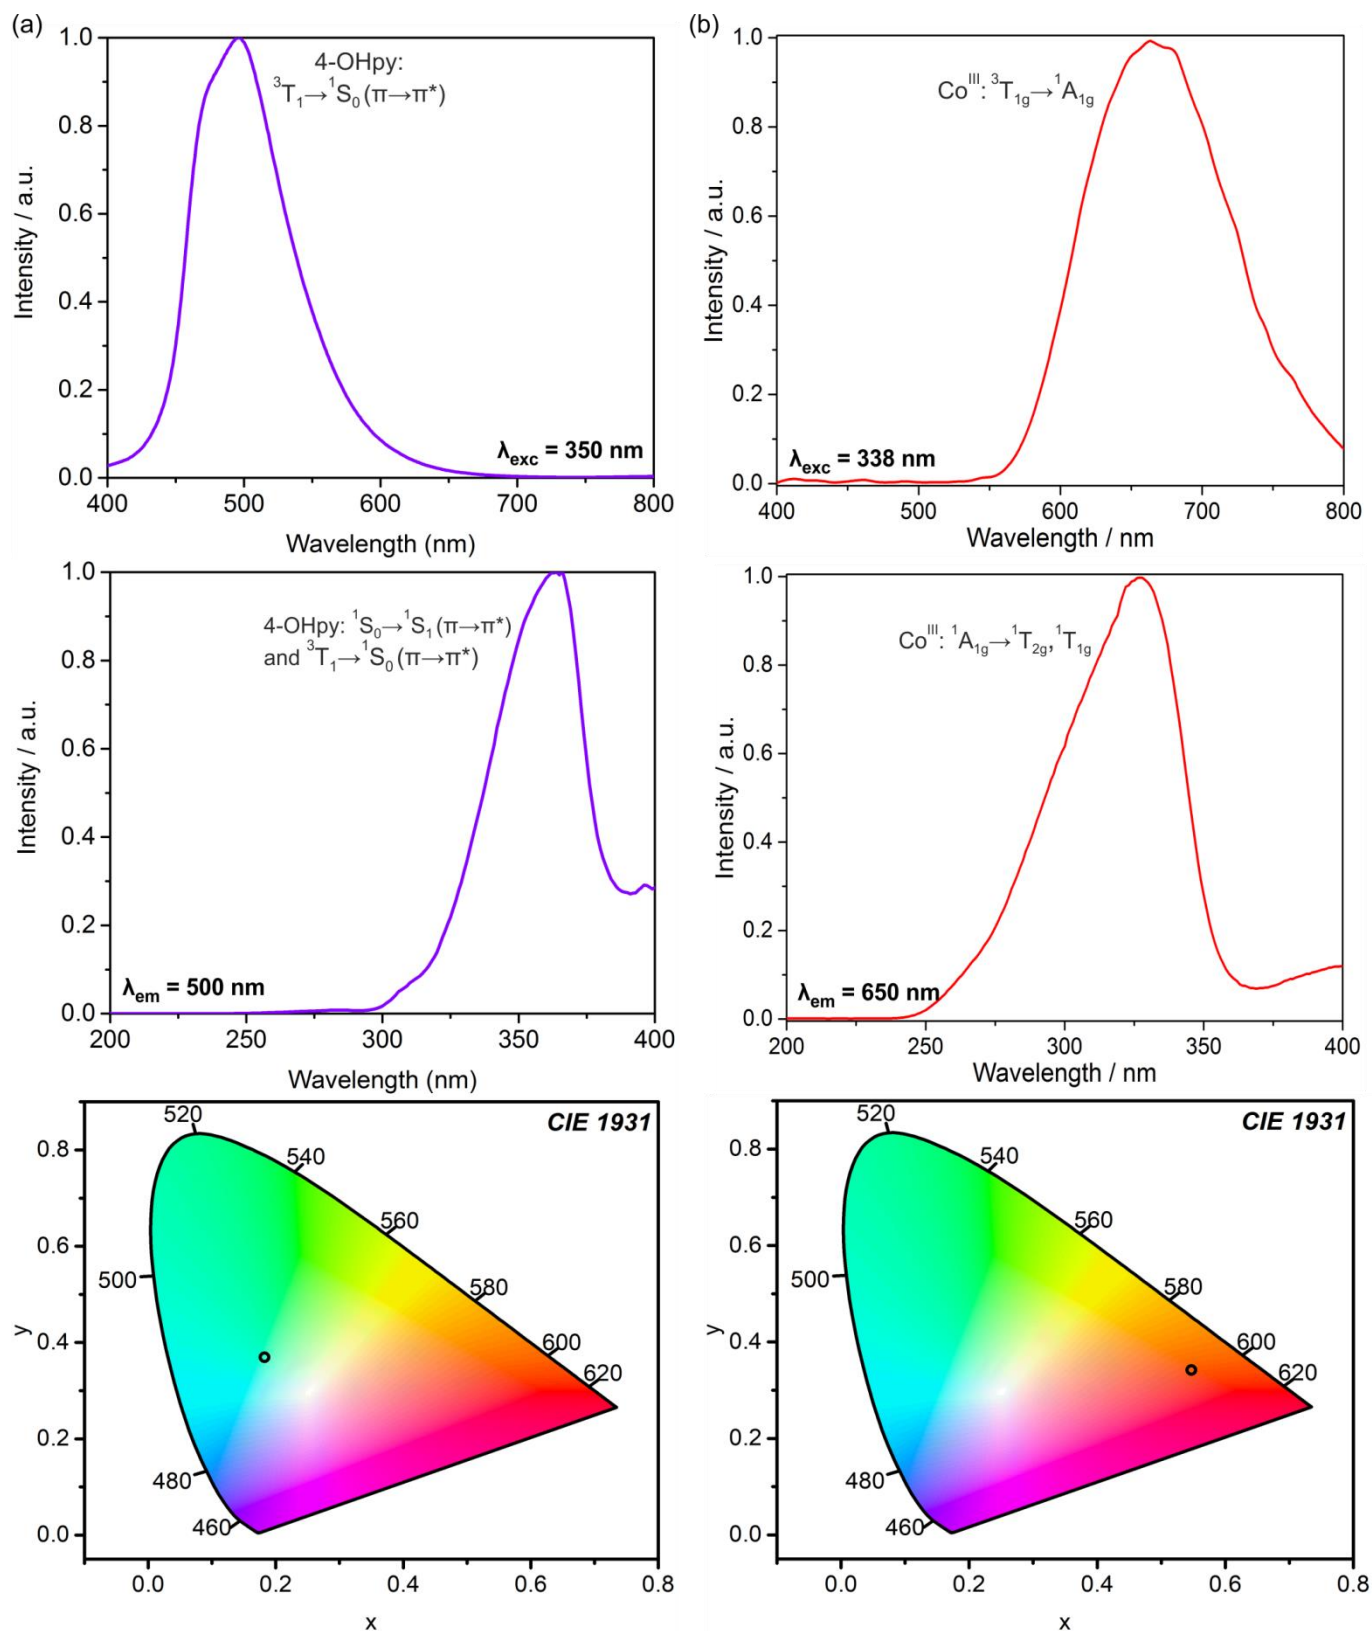 (a)
1.0
0.8
0.6
0.4
0.2
0.0
Intensity / a.u.
4-OHpy:
³T₁→¹S₀ (π→π*)
λexc = 350 nm
400 500 600 700 800
Wavelength (nm)
(b)
1.0
0.8
0.6
0.4
0.2
0.0
Intensity / a.u.
Coᴵᴵᴵ: ³T₁g→¹A₁g
λexc = 338 nm
400 500 600 700 800
Wavelength / nm
1.0
0.8
0.6
0.4
0.2
0.0
Intensity / a.u.
4-OHpy: ¹S₀→¹S₁ (π→π*)
and ³T₁→¹S₀ (π→π*)
λem = 500 nm
200 250 300 350 400
Wavelength (nm)
1.0
0.8
0.6
0.4
0.2
0.0
Intensity / a.u.
Coᴵᴵᴵ: ¹A₁g→¹T₂g, ¹T₁g
λem = 650 nm
200 250 300 350 400
Wavelength / nm
CIE 1931
520
540
560
580
600
620
500
480
460
0.8
0.6
0.4
0.2
0.0
y
0.0 0.2 0.4 0.6 0.8
x
CIE 1931
520
540
560
580
600
620
500
480
460
0.8
0.6
0.4
0.2
0.0
y
0.0 0.2 0.4 0.6 0.8
x